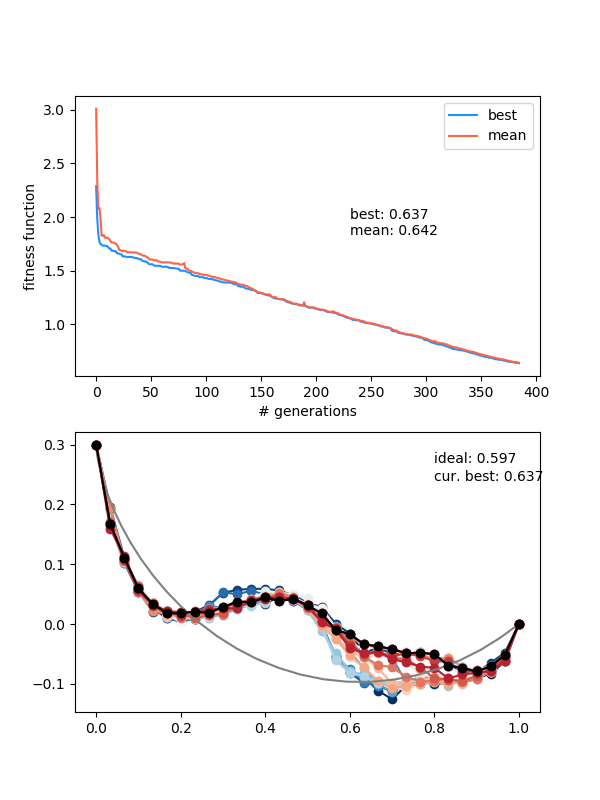 3.0
2.5
2.0
1.5
1.0
fitness function
best
mean
best: 0.637
mean: 0.642
0 50 100 150 200 250 300 350 400
# generations
0.3
0.2
0.1
0.0
−0.1
ideal: 0.597
cur. best: 0.637
0.0 0.2 0.4 0.6 0.8 1.0